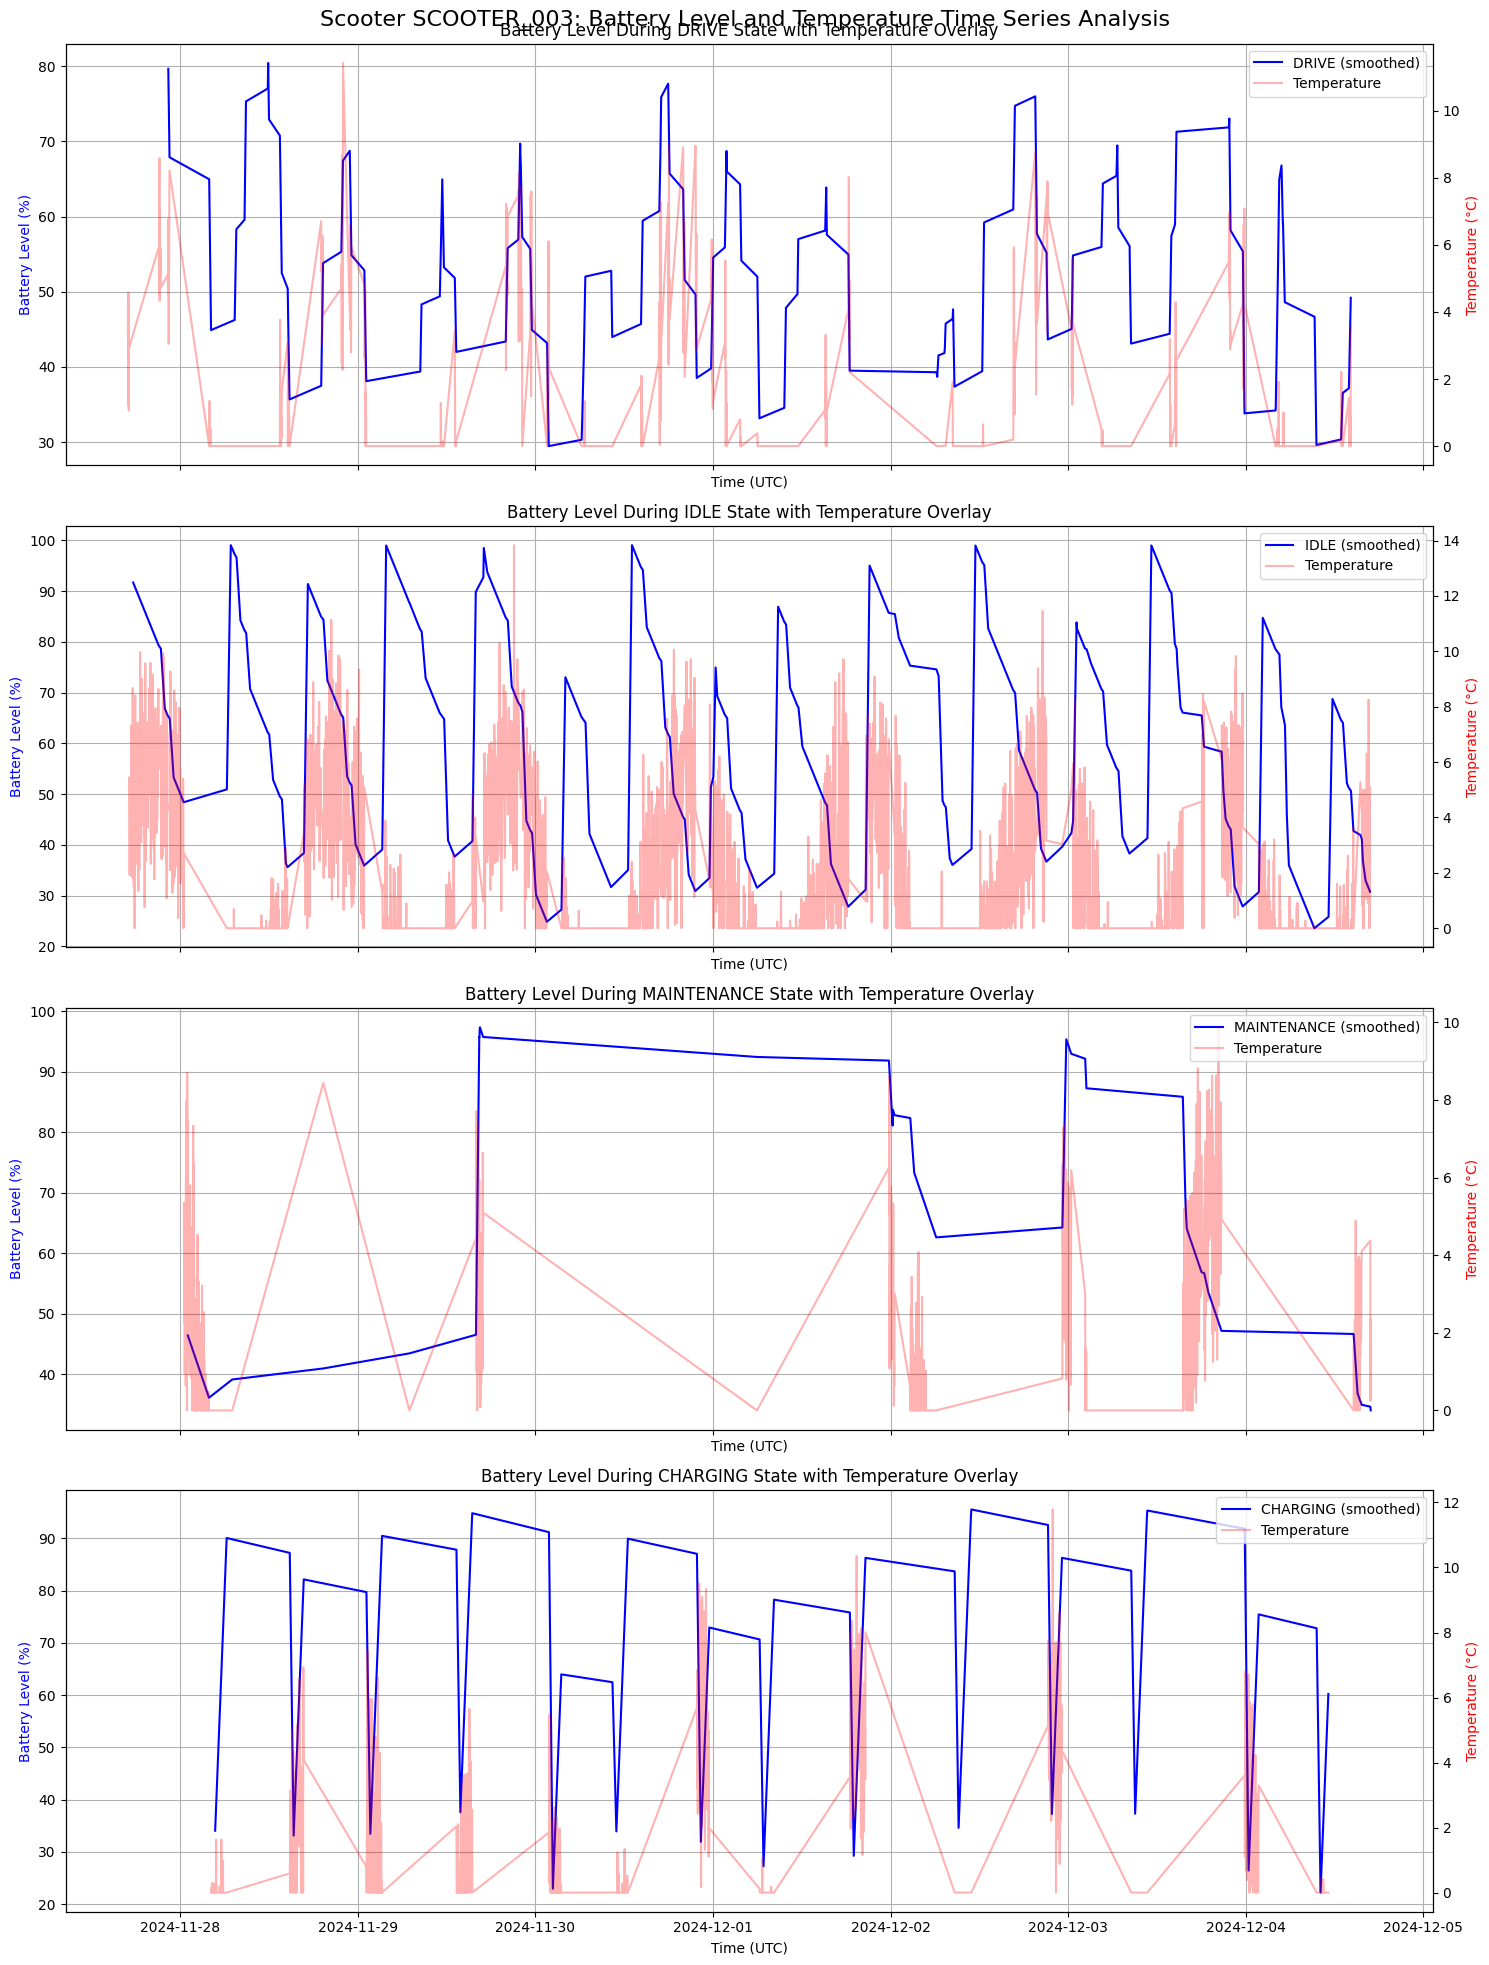 Scooter SCOOTER_003: Battery Level and Temperature Time Series Analysis
Battery Level During DRIVE State with Temperature Overlay
DRIVE (smoothed)
Temperature
80
70
60
50
40
30
Battery Level (%)
10
8
6
4
2
0
Temperature (°C)
Time (UTC)
Battery Level During IDLE State with Temperature Overlay
IDLE (smoothed)
Temperature
100
90
80
70
60
50
40
30
20
Battery Level (%)
14
12
10
8
6
4
2
0
Temperature (°C)
Time (UTC)
Battery Level During MAINTENANCE State with Temperature Overlay
MAINTENANCE (smoothed)
Temperature
100
90
80
70
60
50
40
Battery Level (%)
10
8
6
4
2
0
Temperature (°C)
Time (UTC)
Battery Level During CHARGING State with Temperature Overlay
CHARGING (smoothed)
Temperature
90
80
70
60
50
40
30
20
Battery Level (%)
12
10
8
6
4
2
0
Temperature (°C)
2024-11-28 2024-11-29 2024-11-30 2024-12-01 2024-12-02 2024-12-03 2024-12-04 2024-12-05
Time (UTC)